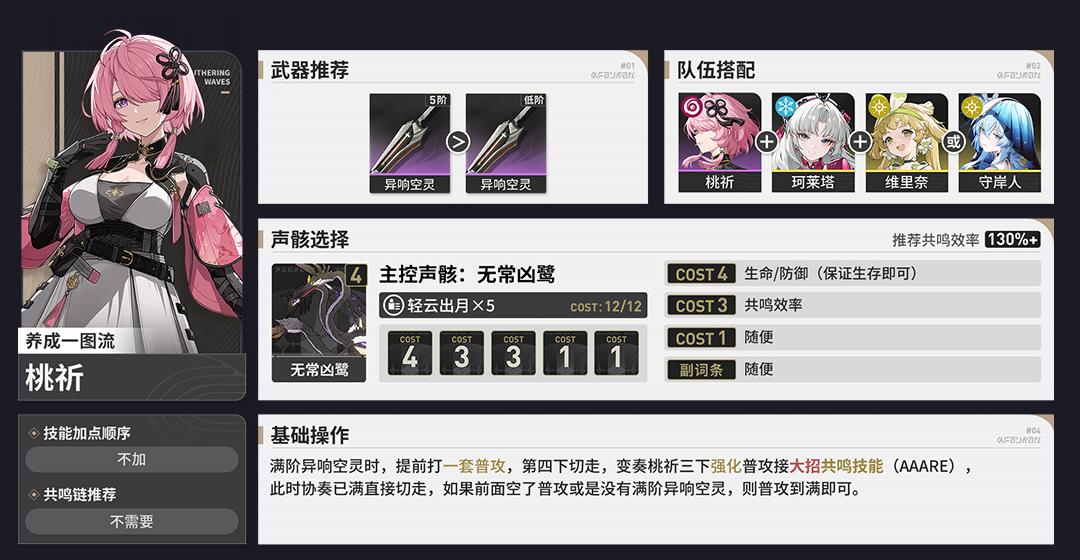 WUTHERING
WAVES
养成一图流
桃祈
技能加点顺序
不加
共鸣链推荐
不需要
武器推荐
#01
5阶
低阶
异响空灵
>
异响空灵
队伍搭配
#02
桃祈
+
珂莱塔
+
维里奈
或
守岸人
声骸选择
推荐共鸣效率 130%+
4
无常凶鹭
主控声骸：无常凶鹭
轻云出月×5
COST: 12/12
COST COST COST COST COST
4 3 3 1 1
COST 4 生命/防御（保证生存即可）
COST 3 共鸣效率
COST 1 随便
副词条 随便
基础操作
#04
满阶异响空灵时，提前打一套普攻，第四下切走，变奏桃祈三下强化普攻接大招共鸣技能（AAARE），
此时协奏已满直接切走，如果前面空了普攻或是没有满阶异响空灵，则普攻到满即可。